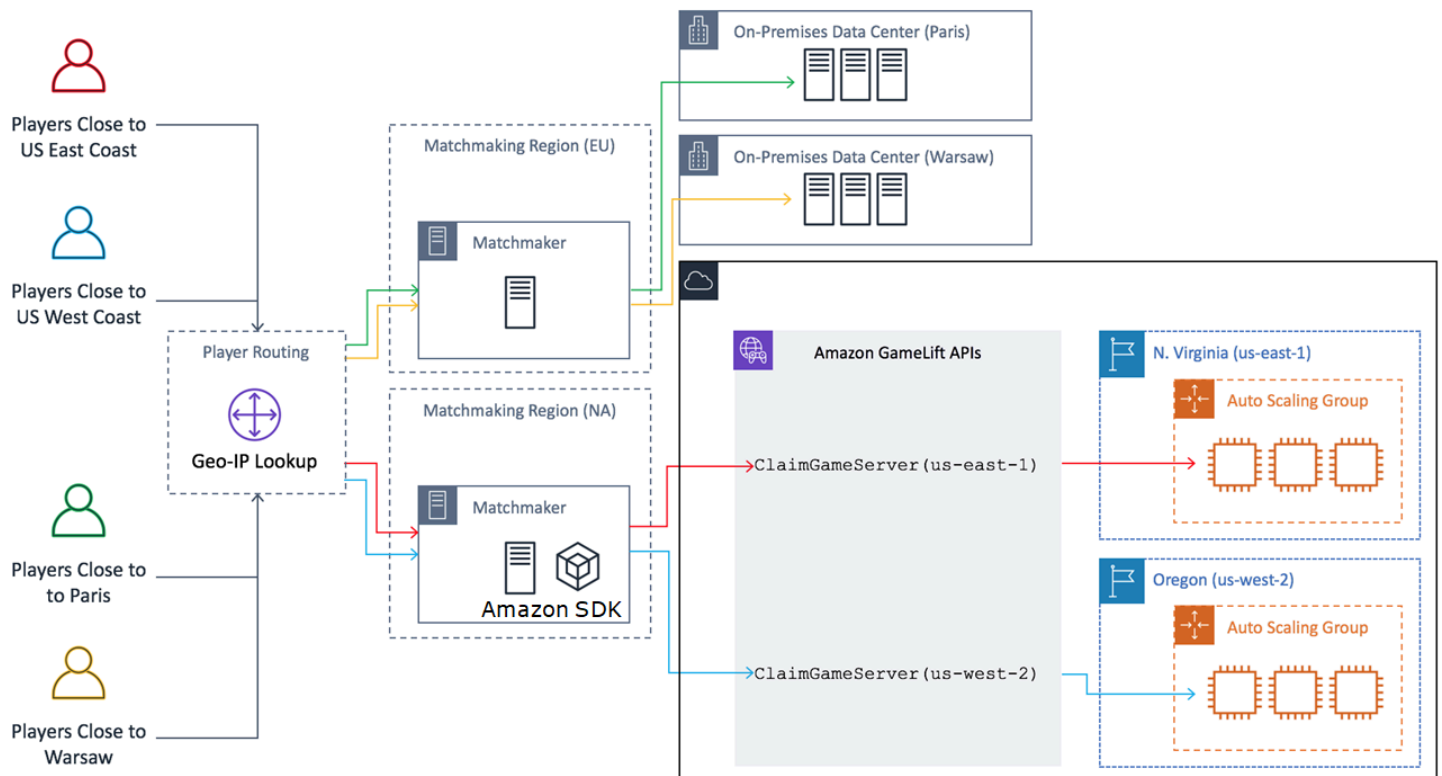 Players Close to
US East Coast
Players Close to
US West Coast
Player Routing
Geo-IP Lookup
Players Close to
to Paris
Players Close to
Warsaw
Matchmaking Region (EU)
Matchmaker
Matchmaking Region (NA)
Matchmaker
Amazon SDK
On-Premises Data Center (Paris)
On-Premises Data Center (Warsaw)
Amazon GameLift APIs
ClaimGameServer(us-east-1)
ClaimGameServer(us-west-2)
N. Virginia (us-east-1)
Auto Scaling Group
Oregon (us-west-2)
Auto Scaling Group